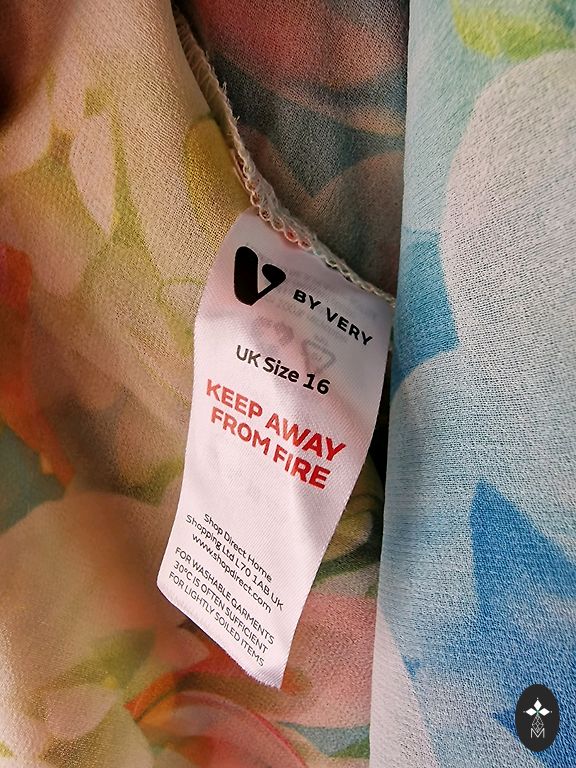 V BY VERY
UK Size 16
KEEP AWAY
FROM FIRE
Shop Direct Home
Shopping Ltd L70 1AB UK
www.shopdirect.com
FOR WASHABLE GARMENTS
30°C IS OFTEN SUFFICIENT
FOR LIGHTLY SOILED ITEMS
M